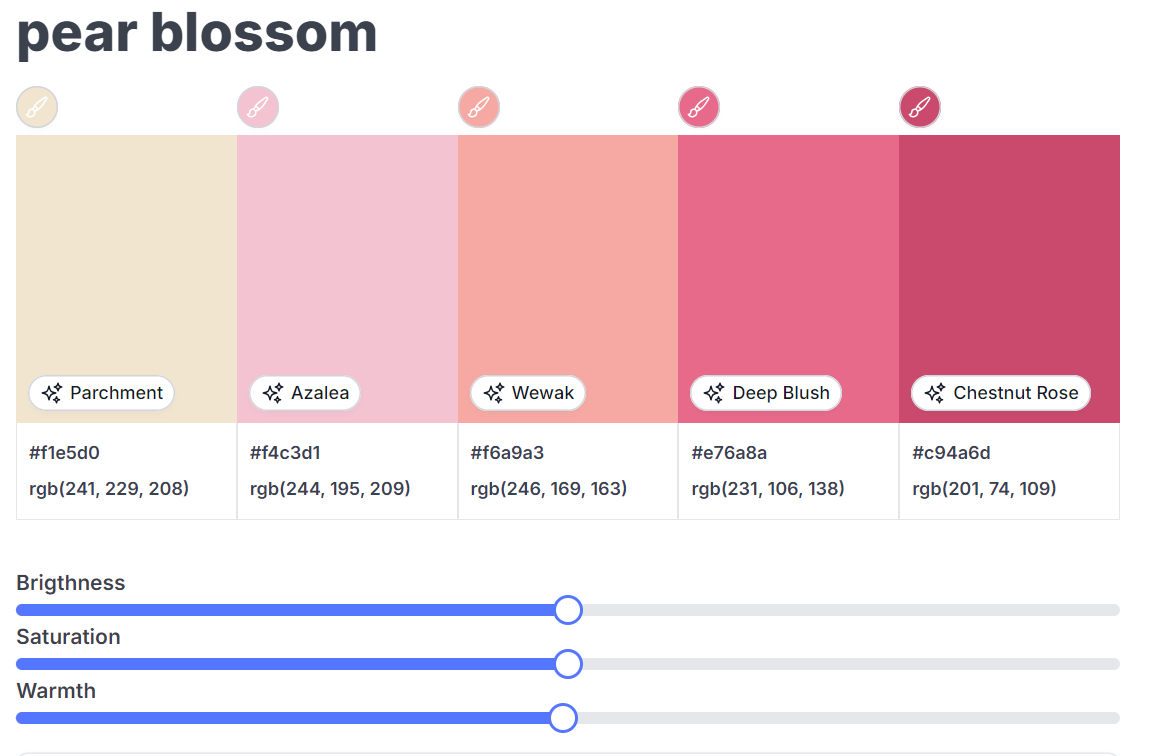 pear blossom
Parchment Azalea Wewak Deep Blush Chestnut Rose
#f1e5d0 #f4c3d1 #f6a9a3 #e76a8a #c94a6d
rgb(241, 229, 208) rgb(244, 195, 209) rgb(246, 169, 163) rgb(231, 106, 138) rgb(201, 74, 109)
Brigthness
Saturation
Warmth